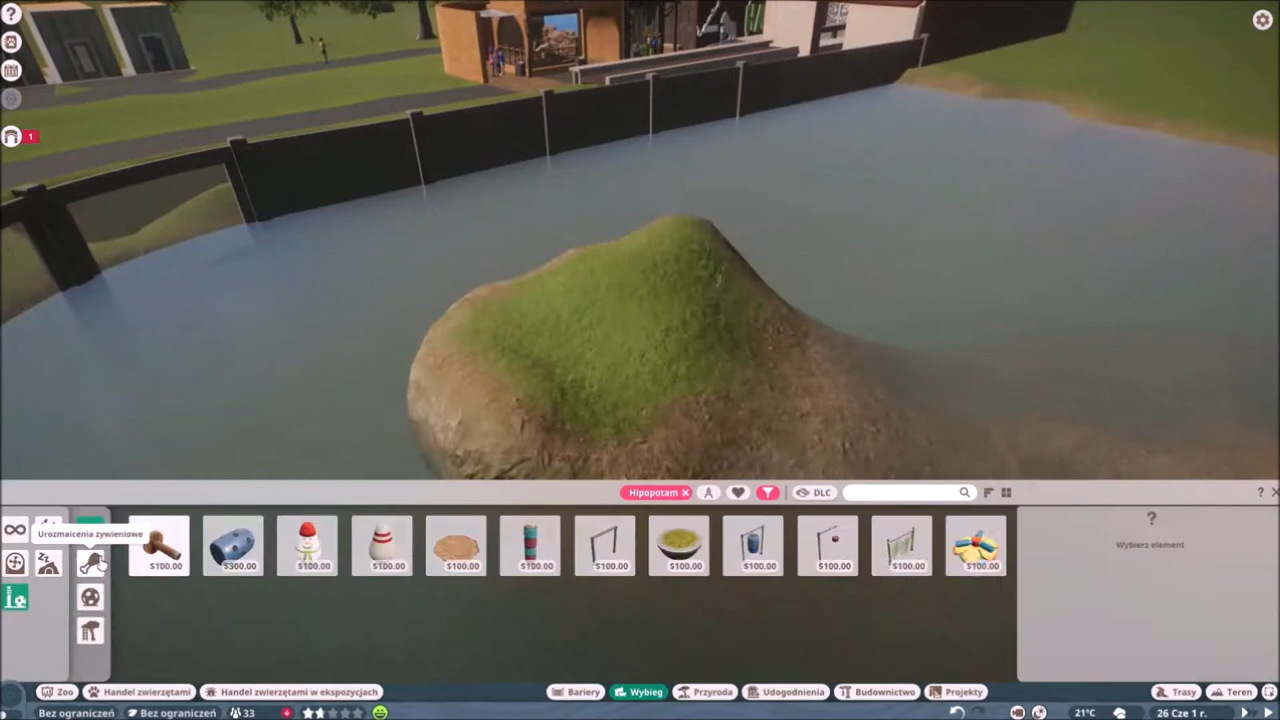 1
Hipopotam
DLC
?
Urozmaicenia żywieniowe
$100.00
$300.00
$100.00
$100.00
$100.00
$100.00
$100.00
$100.00
$100.00
$100.00
$100.00
$100.00
?
Wybierz element
Zoo
Handel zwierzętami
Handel zwierzętami w ekspozycjach
Bariery
Wybieg
Przyroda
Udogodnienia
Budownictwo
Projekty
Trasy
Teren
Bez ograniczeń
Bez ograniczeń
33
21°C
26 Cze 1 r.